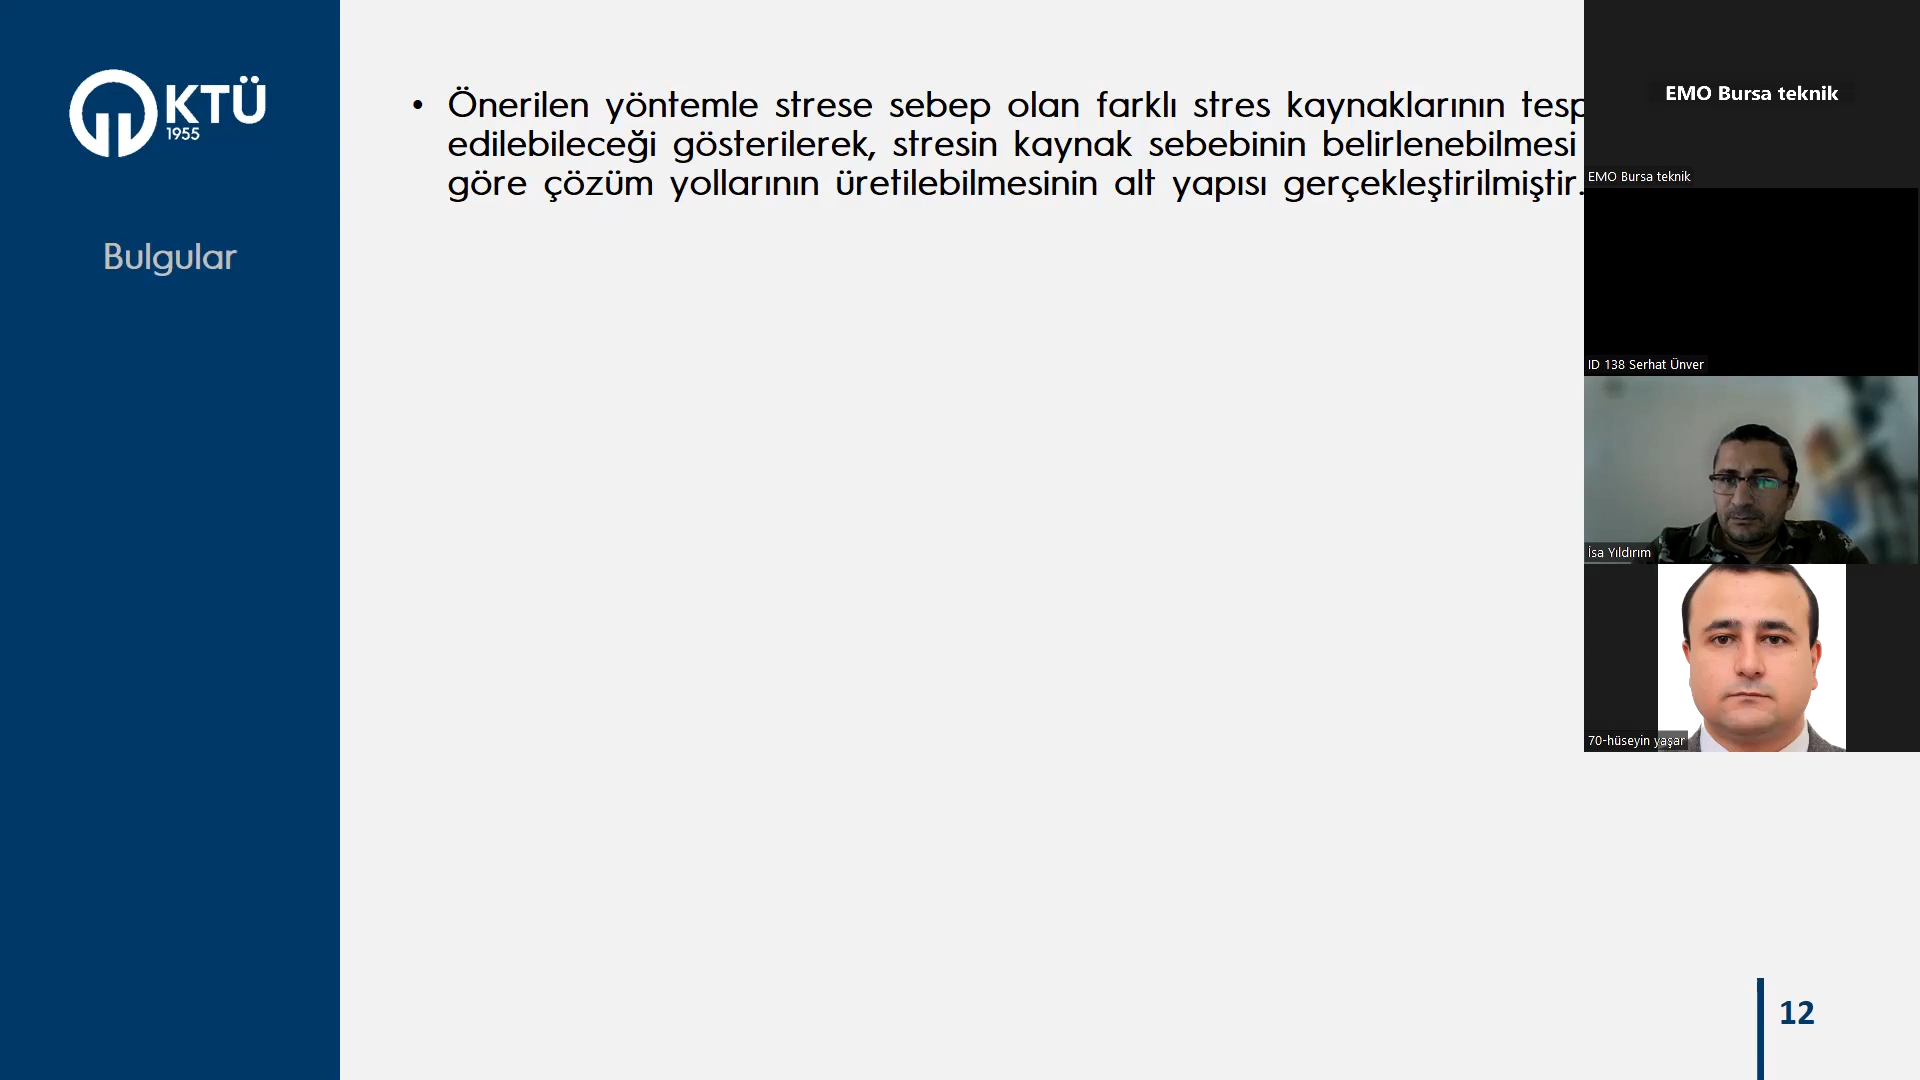 KTÜ
1955
Bulgular
• Önerilen yöntemle strese sebep olan farklı stres kaynaklarının
edilebileceği gösterilerek, stresin kaynak sebebinin belirlenebilmesi
göre çözüm yollarının üretilebilmesinin alt yapısı gerçekleştirilmiştir.
12
EMO Bursa teknik
EMO Bursa teknik
ID 138 Serhat Ünver
İsa Yıldırım
70-hüseyin yaşar